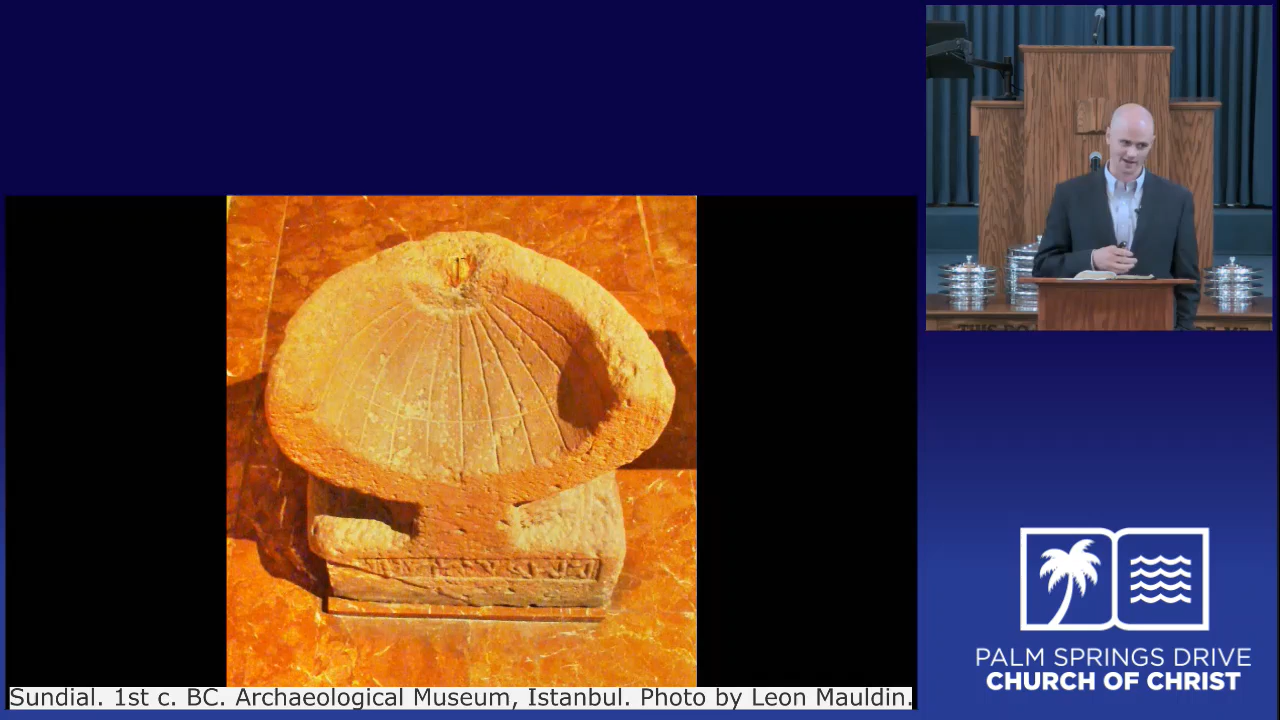 Sundial. 1st c. BC. Archaeological Museum, Istanbul. Photo by Leon Mauldin.
PALM SPRINGS DRIVE
CHURCH OF CHRIST